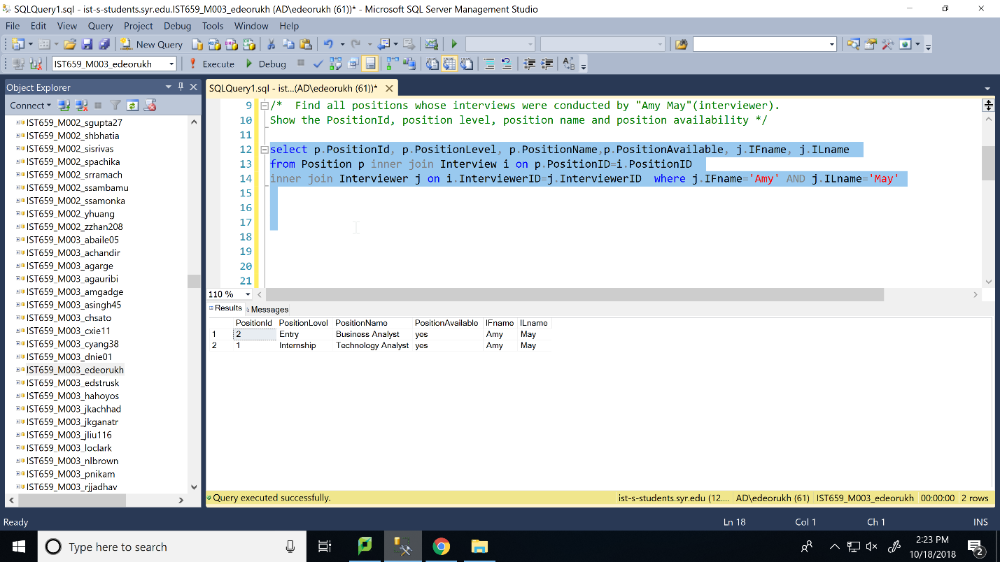 SQLQuery1.sql - ist-s-students.syr.edu.IST659_M003_edeorukh (AD\edeorukh (61))* - Microsoft SQL Server Management Studio
File Edit View Query Project Debug Tools Window Help
New Query
IST659_M003_edeorukh Execute Debug
Object Explorer
SQLQuery1.sql - ist...(AD\edeorukh (61))*
Connect
IST659_M002_sgupta27
IST659_M002_shbhatia
IST659_M002_sisrivas
IST659_M002_spachika
IST659_M002_srramach
IST659_M002_ssambamu
IST659_M002_ssamonka
IST659_M002_yhuang
IST659_M002_zzhan208
IST659_M003_abaile05
IST659_M003_achandir
IST659_M003_agarge
IST659_M003_agauribi
IST659_M003_amgadge
IST659_M003_asingh45
IST659_M003_chsato
IST659_M003_cxie11
IST659_M003_cyang38
IST659_M003_dnie01
IST659_M003_edeorukh
IST659_M003_edstrusk
IST659_M003_hahoyos
IST659_M003_jkachhad
IST659_M003_jkganatr
IST659_M003_jliu116
IST659_M003_loclark
IST659_M003_nlbrown
IST659_M003_pnikam
IST659_M003_rjjadhav
9 /*  Find all positions whose interviews were conducted by "Amy May"(interviewer).
10 Show the PositionId, position level, position name and position availability */
11
12 select p.PositionId, p.PositionLevel, p.PositionName,p.PositionAvailable, j.IFname, j.ILname
13 from Position p inner join Interview i on p.PositionID=i.PositionID
14 inner join Interviewer j on i.InterviewerID=j.InterviewerID  where j.IFname='Amy' AND j.ILname='May'
15
16
17
18
19
20
21
110 %
Results Messages
PositionId PositionLevel PositionName PositionAvailable IFname ILname
1 2 Entry Business Analyst yes Amy May
2 1 Internship Technology Analyst yes Amy May
Query executed successfully. ist-s-students.syr.edu (12.... AD\edeorukh (61) IST659_M003_edeorukh 00:00:00 2 rows
Ready Ln 18 Col 1 Ch 1 INS
Type here to search
2:23 PM
10/18/2018
2